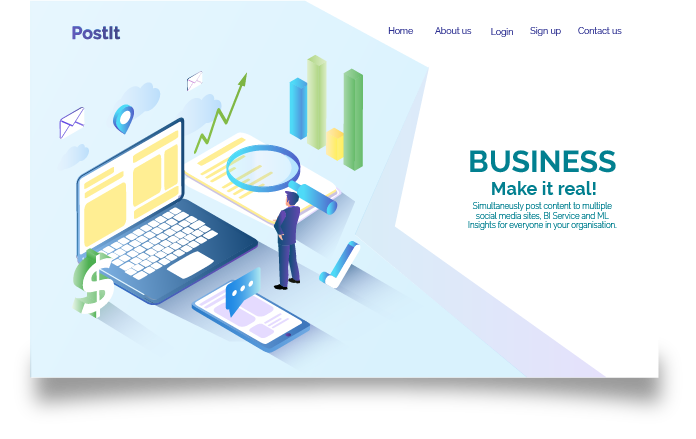 PostIt
Home About us Login Sign up Contact us
BUSINESS
Make it real!
Simultaneusly post content to multiple
social media sites, BI Service and ML
Insights for everyone in your organisation.
$